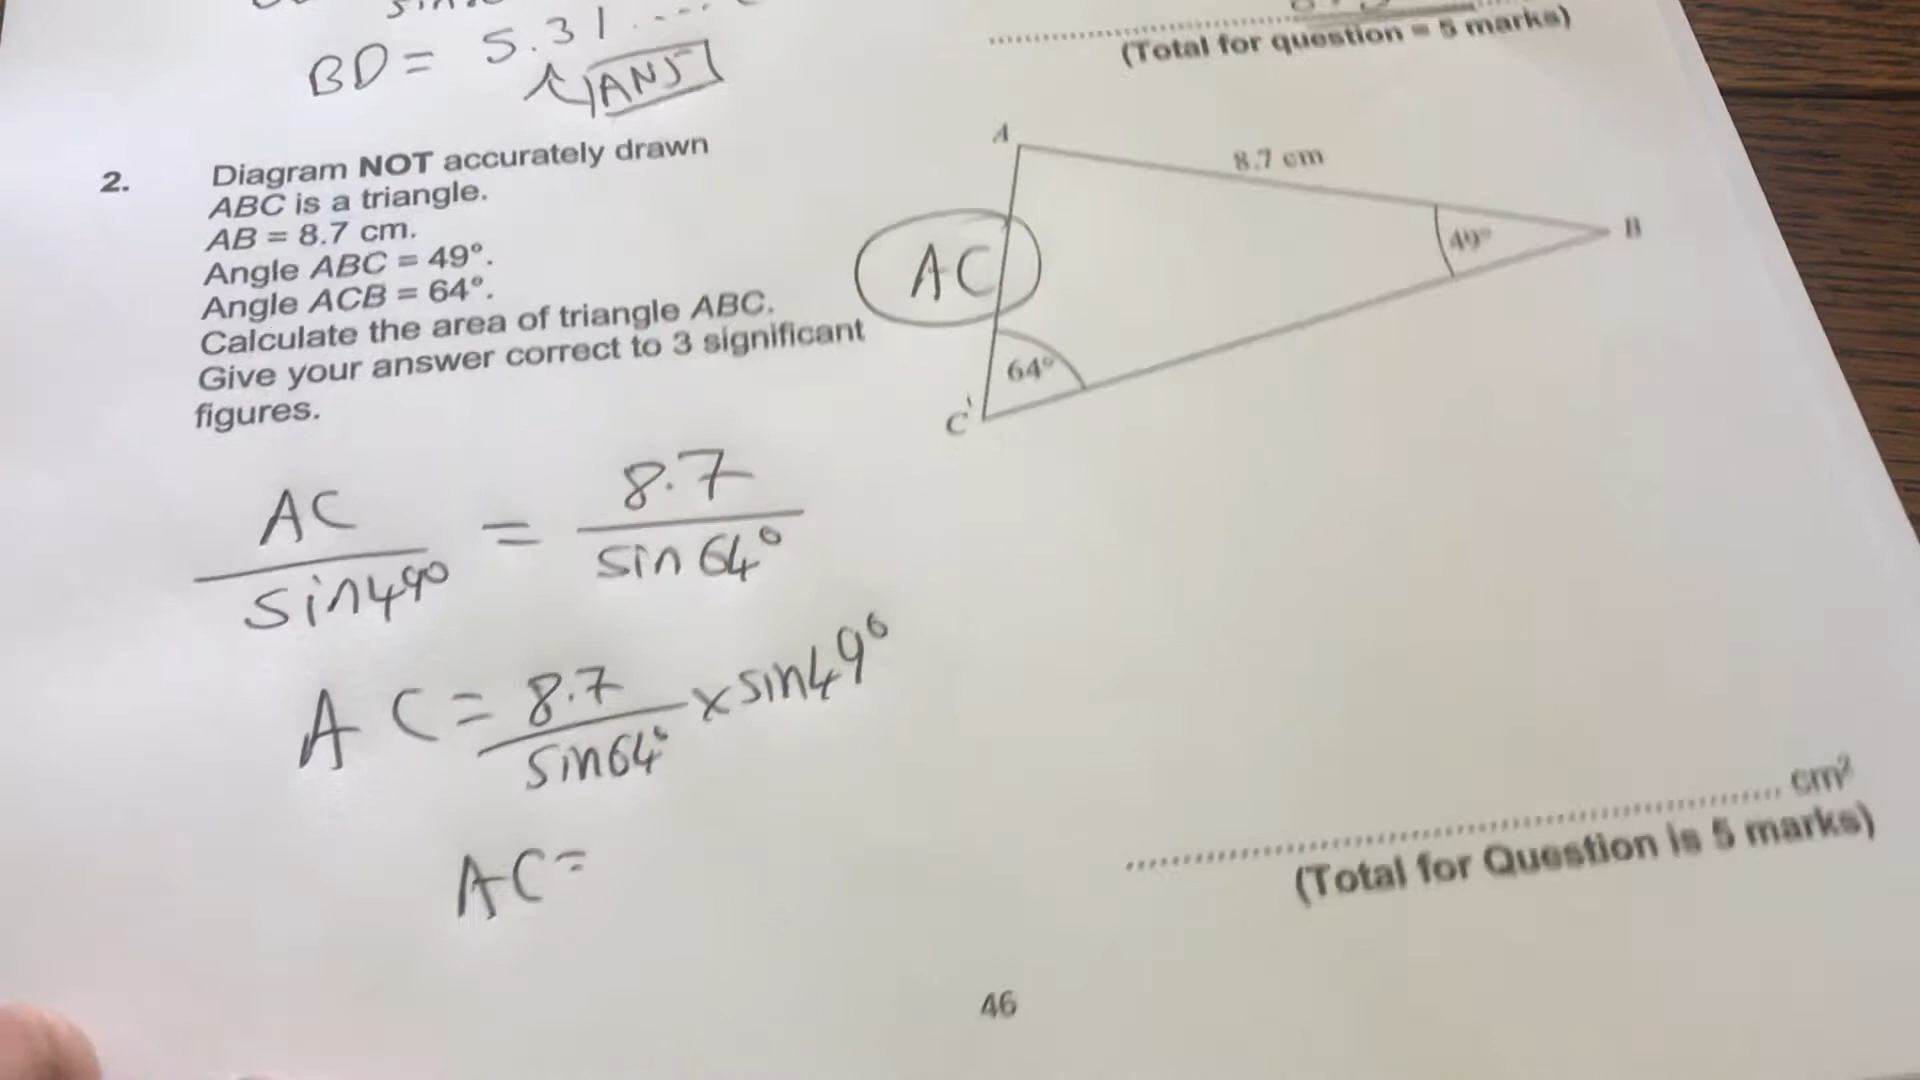 BD = 5.31....
ANS
(Total for question = 5 marks)
2.
Diagram NOT accurately drawn
ABC is a triangle.
AB = 8.7 cm.
Angle ABC = 49°.
Angle ACB = 64°.
Calculate the area of triangle ABC.
Give your answer correct to 3 significant
figures.
A
8.7 cm
49°
B
AC
64°
C
AC / sin49° = 8.7 / sin 64°
AC = 8.7 / sin64° × sin49°
AC =
cm²
(Total for Question is 5 marks)
46